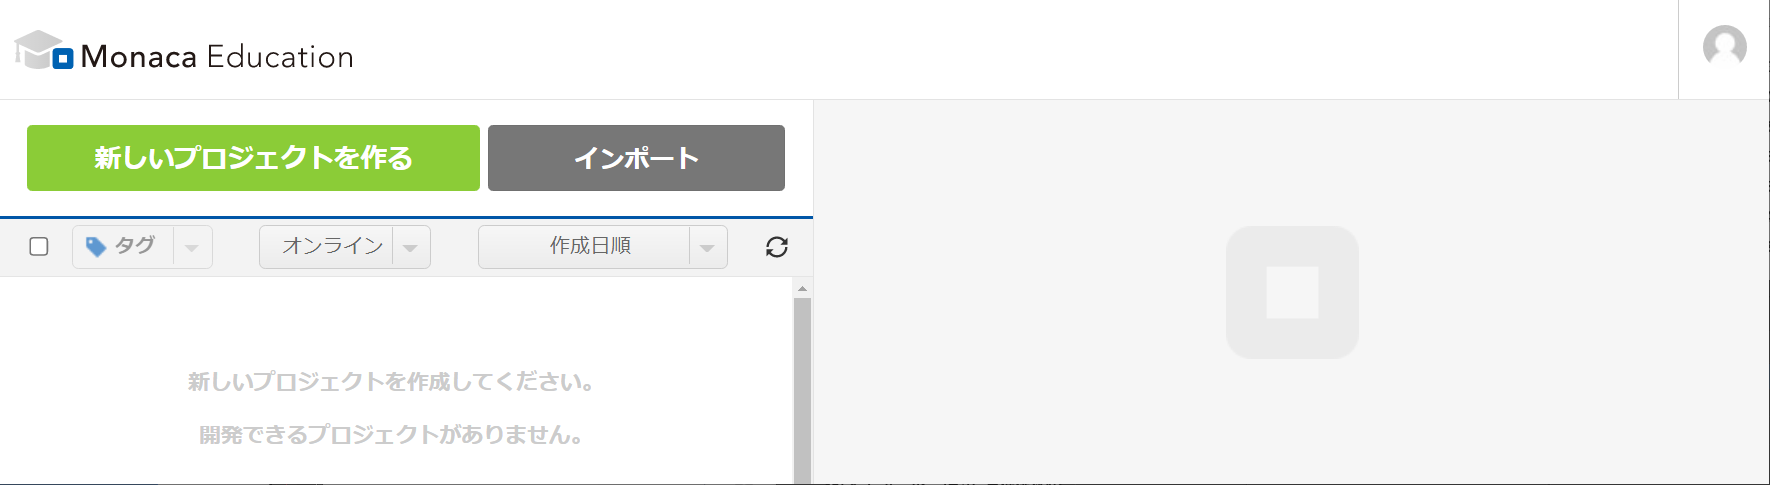 Monaca Education
新しいプロジェクトを作る
インポート
タグ
オンライン
作成日順
新しいプロジェクトを作成してください。
開発できるプロジェクトがありません。